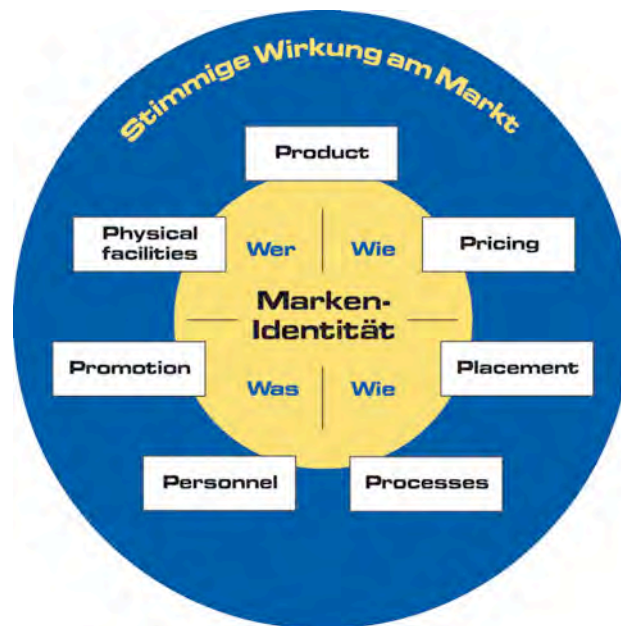 Stimmige Wirkung am Markt
Product
Physical
facilities
Wer
Wie
Pricing
Marken-
Identität
Promotion
Was
Wie
Placement
Personnel
Processes